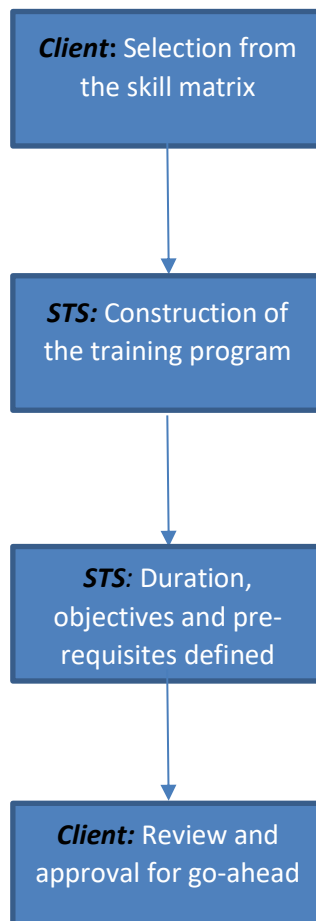 Client: Selection from
the skill matrix
STS: Construction of
the training program
STS: Duration,
objectives and pre-
requisites defined
Client: Review and
approval for go-ahead